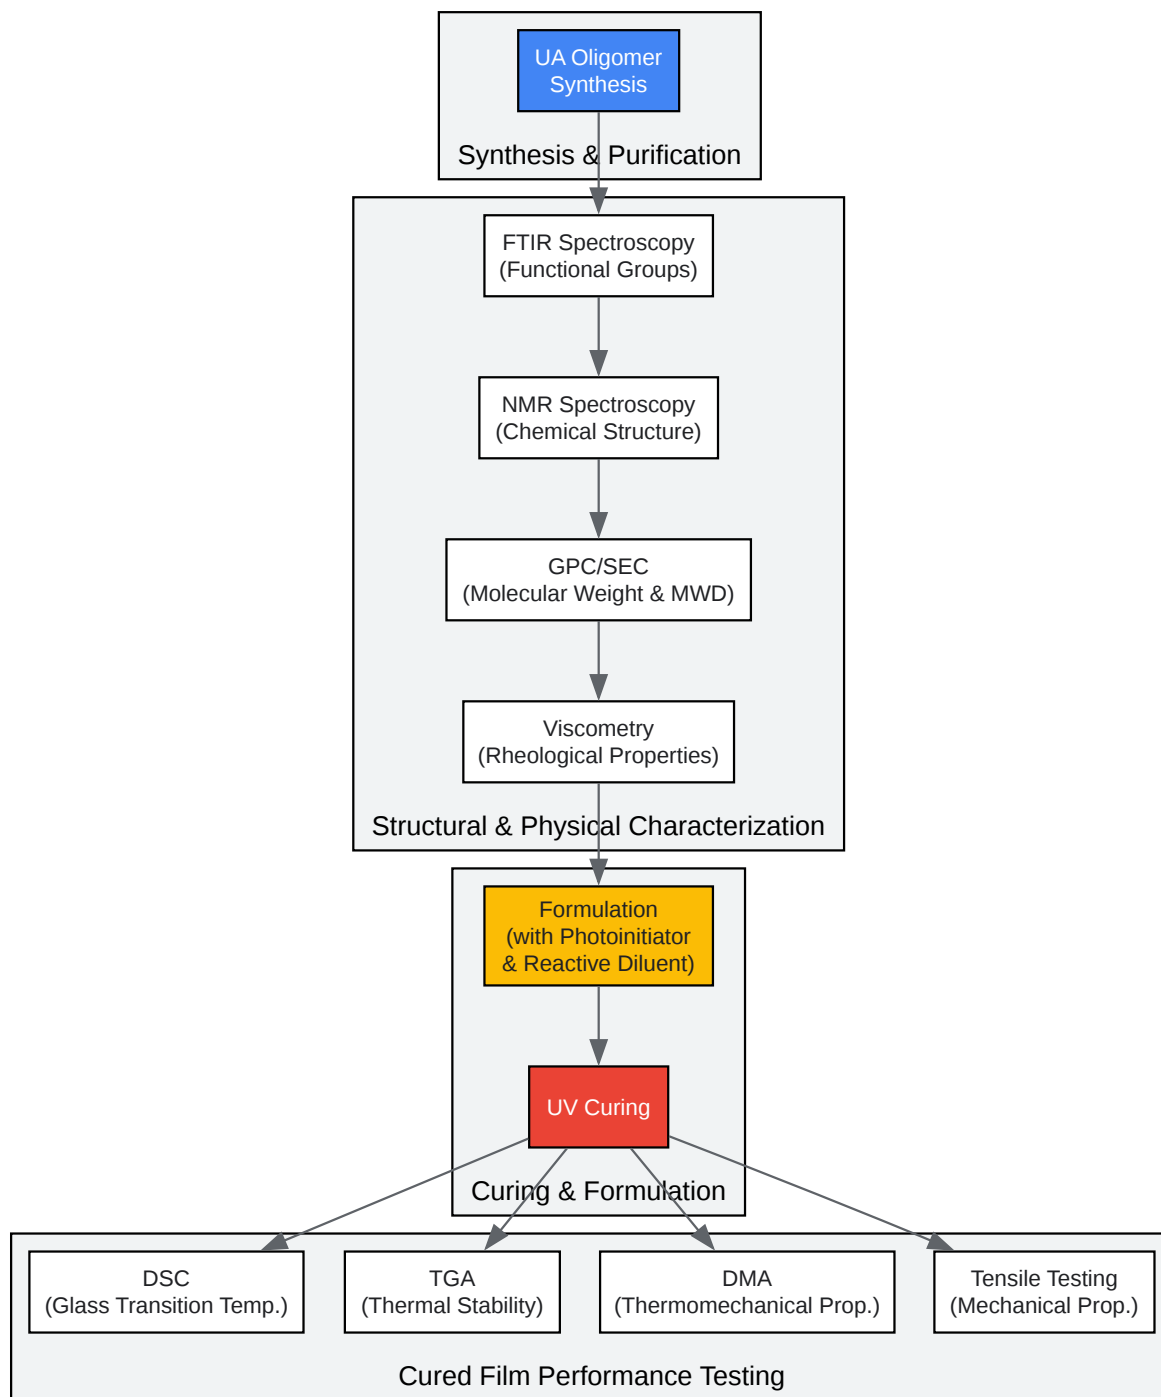 UA Oligomer
Synthesis
Synthesis & Purification
FTIR Spectroscopy
(Functional Groups)
NMR Spectroscopy
(Chemical Structure)
GPC/SEC
(Molecular Weight & MWD)
Viscometry
(Rheological Properties)
Structural & Physical Characterization
Formulation
(with Photoinitiator
& Reactive Diluent)
UV Curing
Curing & Formulation
DSC
(Glass Transition Temp.)
TGA
(Thermal Stability)
DMA
(Thermomechanical Prop.)
Tensile Testing
(Mechanical Prop.)
Cured Film Performance Testing